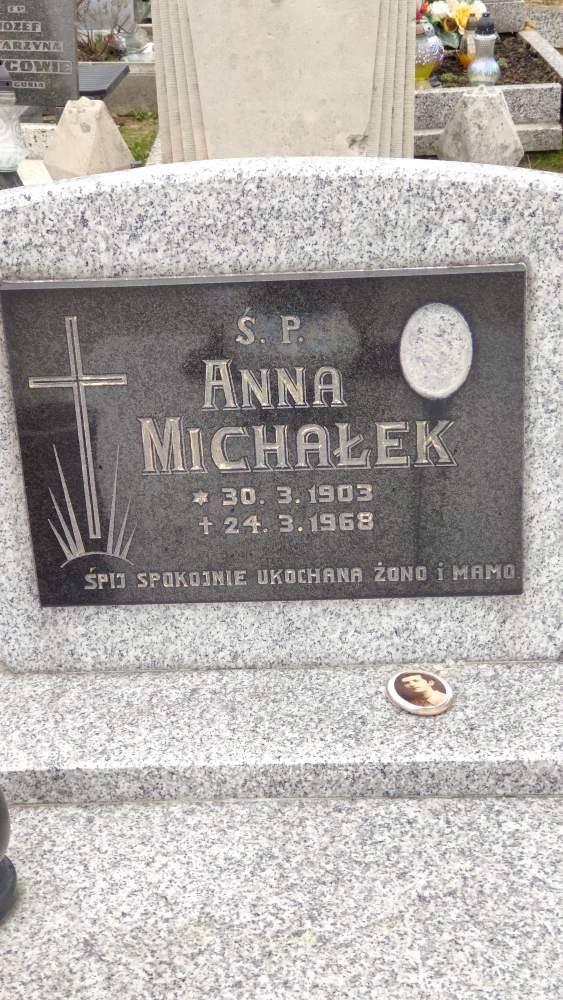 Ś. P.
ANNA
MICHAŁEK
* 30. 3. 1903
† 24. 3. 1968
ŚPIJ SPOKOJNIE UKOCHANA ŻONO i MAMO